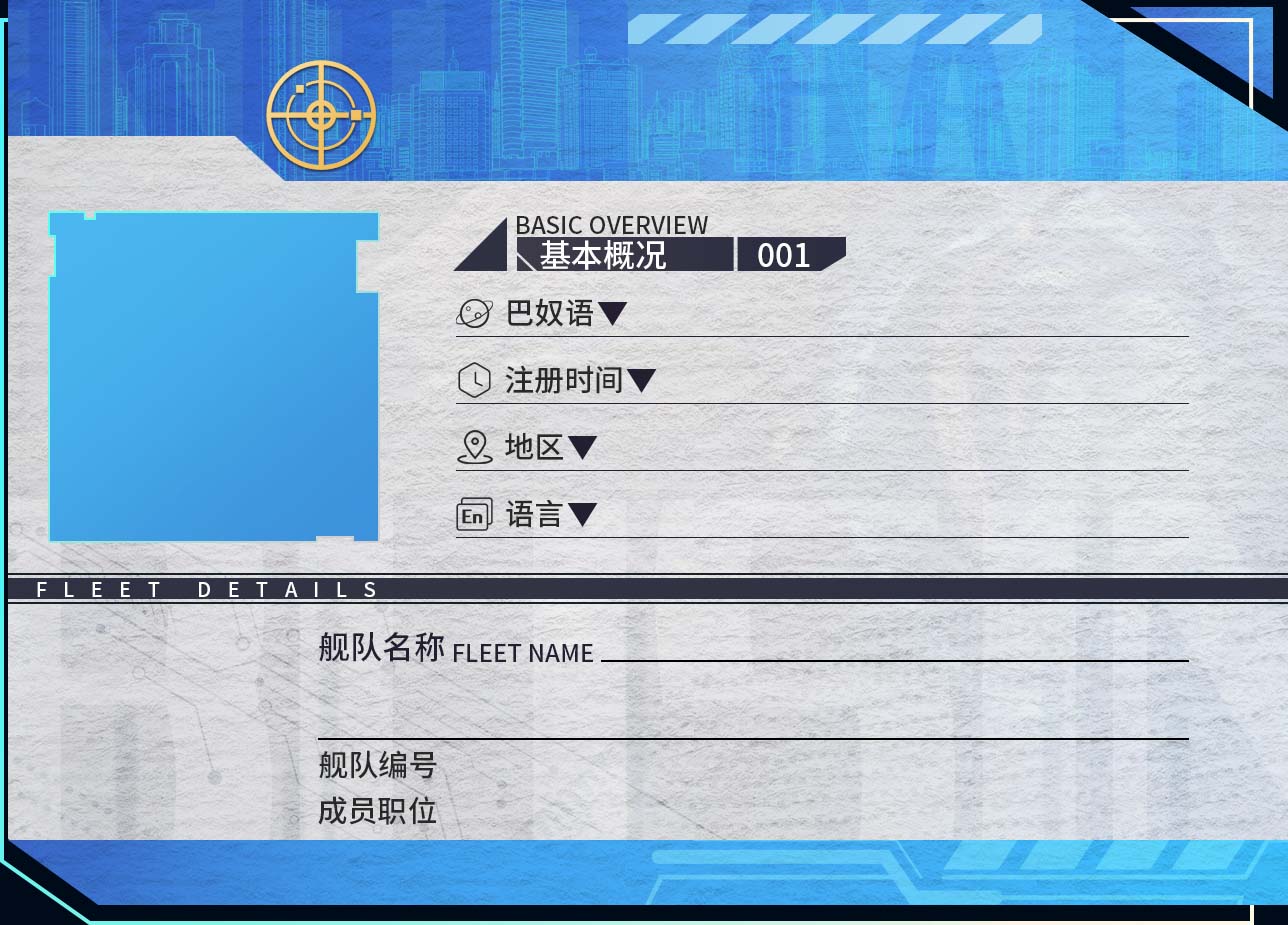 BASIC OVERVIEW
基本概况 001
巴奴语▼
注册时间▼
地区▼
En 语言▼
FLEET DETAILS
舰队名称 FLEET NAME
舰队编号
成员职位